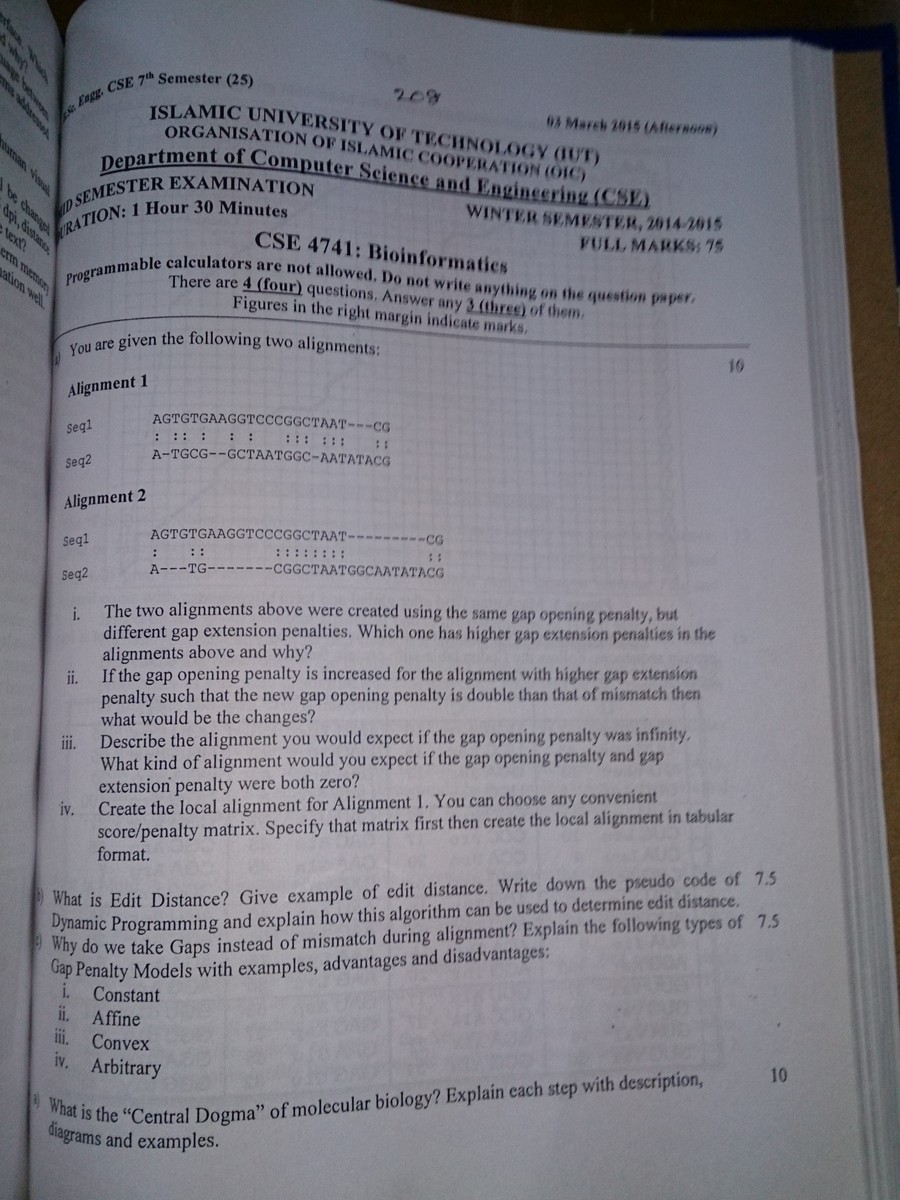 Engg. CSE 7th Semester (25)
208
03 March 2015 (Afternoon)
ISLAMIC UNIVERSITY OF TECHNOLOGY (IUT)
ORGANISATION OF ISLAMIC COOPERATION (OIC)
Department of Computer Science and Engineering (CSE)
SEMESTER EXAMINATION
WINTER SEMESTER, 2014-2015
URATION: 1 Hour 30 Minutes
FULL MARKS: 75
CSE 4741: Bioinformatics
Programmable calculators are not allowed. Do not write anything on the question paper.
There are 4 (four) questions. Answer any 3 (three) of them.
Figures in the right margin indicate marks.
a) You are given the following two alignments: 10
Alignment 1
Seq1 AGTGTGAAGGTCCCGGCTAAT---CG
: :: : : : ::: ::: ::
Seq2 A-TGCG--GCTAATGGC-AATATACG
Alignment 2
Seq1 AGTGTGAAGGTCCCGGCTAAT---------CG
: :: :::::::: ::
Seq2 A---TG-------CGGCTAATGGCAATATACG
i. The two alignments above were created using the same gap opening penalty, but
different gap extension penalties. Which one has higher gap extension penalties in the
alignments above and why?
ii. If the gap opening penalty is increased for the alignment with higher gap extension
penalty such that the new gap opening penalty is double than that of mismatch then
what would be the changes?
iii. Describe the alignment you would expect if the gap opening penalty was infinity.
What kind of alignment would you expect if the gap opening penalty and gap
extension penalty were both zero?
iv. Create the local alignment for Alignment 1. You can choose any convenient
score/penalty matrix. Specify that matrix first then create the local alignment in tabular
format.
b) What is Edit Distance? Give example of edit distance. Write down the pseudo code of 7.5
Dynamic Programming and explain how this algorithm can be used to determine edit distance.
c) Why do we take Gaps instead of mismatch during alignment? Explain the following types of 7.5
Gap Penalty Models with examples, advantages and disadvantages:
i. Constant
ii. Affine
iii. Convex
iv. Arbitrary
a) What is the “Central Dogma” of molecular biology? Explain each step with description, 10
diagrams and examples.